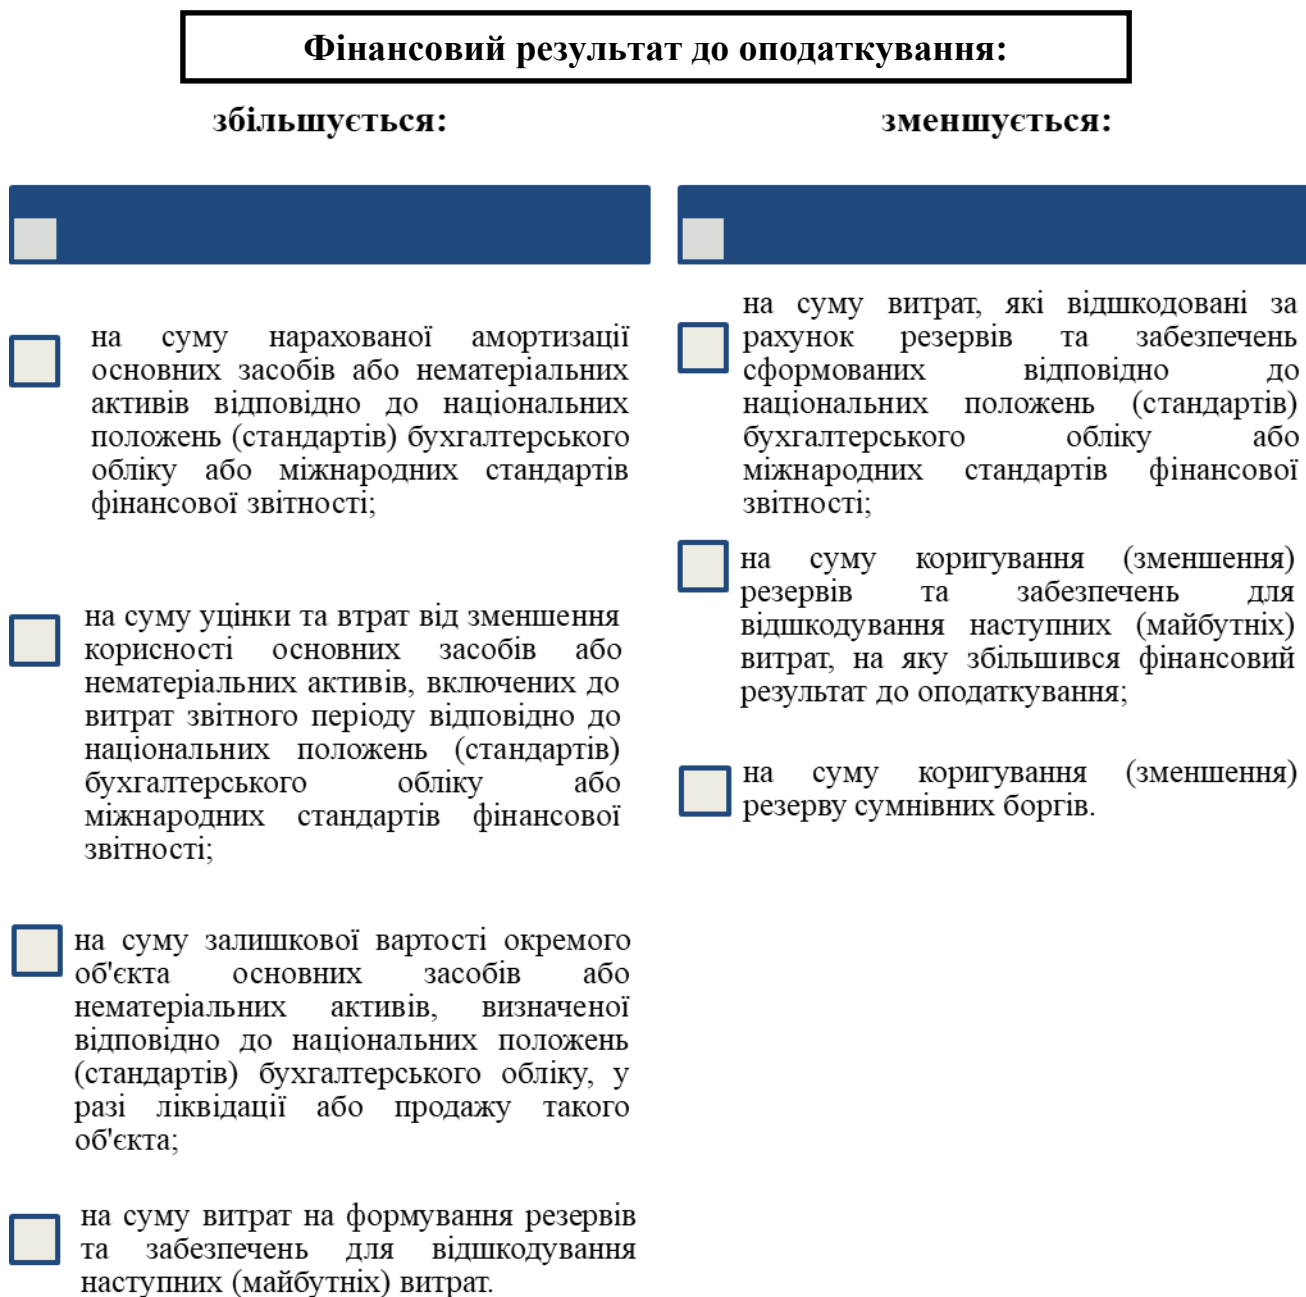 Фінансовий результат до оподаткування:
збільшується:
на суму нарахованої амортизації
основних засобів або нематеріальних
активів відповідно до національних
положень (стандартів) бухгалтерського
обліку або міжнародних стандартів
фінансової звітності;
на суму уцінки та втрат від зменшення
корисності основних засобів або
нематеріальних активів, включених до
витрат звітного періоду відповідно до
національних положень (стандартів)
бухгалтерського обліку або
міжнародних стандартів фінансової
звітності;
на суму залишкової вартості окремого
об'єкта основних засобів або
нематеріальних активів, визначеної
відповідно до національних положень
(стандартів) бухгалтерського обліку, у
разі ліквідації або продажу такого
об'єкта;
на суму витрат на формування резервів
та забезпечень для відшкодування
наступних (майбутніх) витрат.
зменшується:
на суму витрат, які відшкодовані за
рахунок резервів та забезпечень
сформованих відповідно до
національних положень (стандартів)
бухгалтерського обліку або
міжнародних стандартів фінансової
звітності;
на суму коригування (зменшення)
резервів та забезпечень для
відшкодування наступних (майбутніх)
витрат, на яку збільшився фінансовий
результат до оподаткування;
на суму коригування (зменшення)
резерву сумнівних боргів.